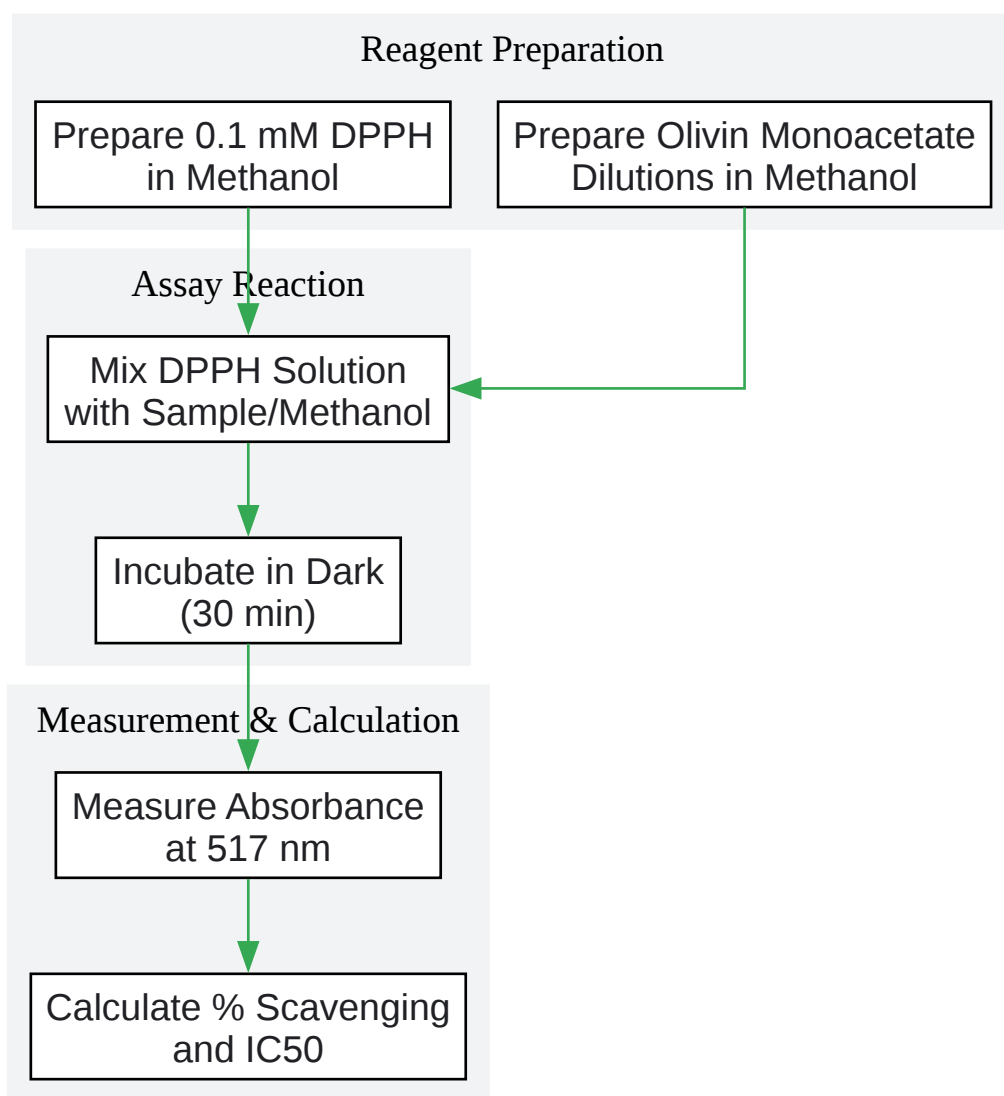 Reagent Preparation
Prepare 0.1 mM DPPH
in Methanol
Prepare Olivin Monoacetate
Dilutions in Methanol
Assay Reaction
Mix DPPH Solution
with Sample/Methanol
Incubate in Dark
(30 min)
Measurement & Calculation
Measure Absorbance
at 517 nm
Calculate % Scavenging
and IC50